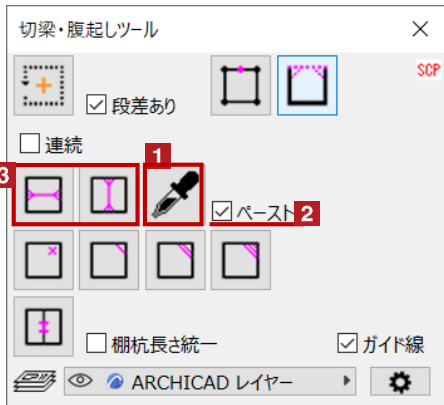 切梁・腹起しツール
SCP
段差あり
連続
1
3
ペースト 2
棚杭長さ統一
ガイド線
ARCHICAD レイヤー